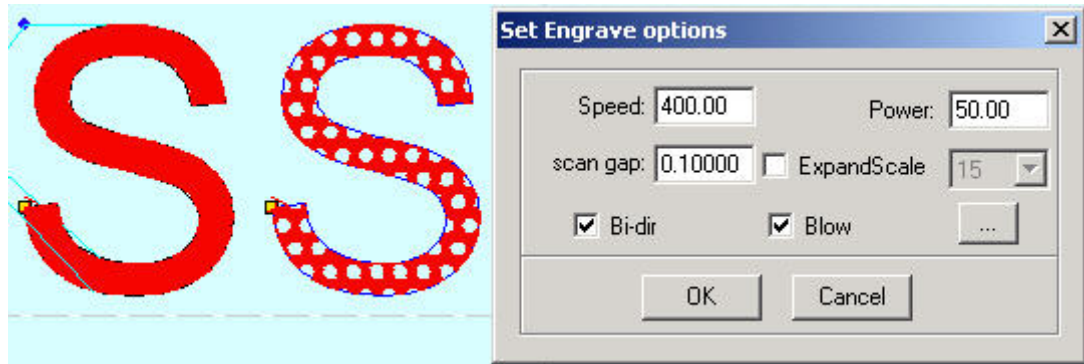 S S
Set Engrave options
Speed: 400.00 Power: 50.00
scan gap: 0.10000 ExpandScale 15
Bi-dir Blow ...
OK Cancel